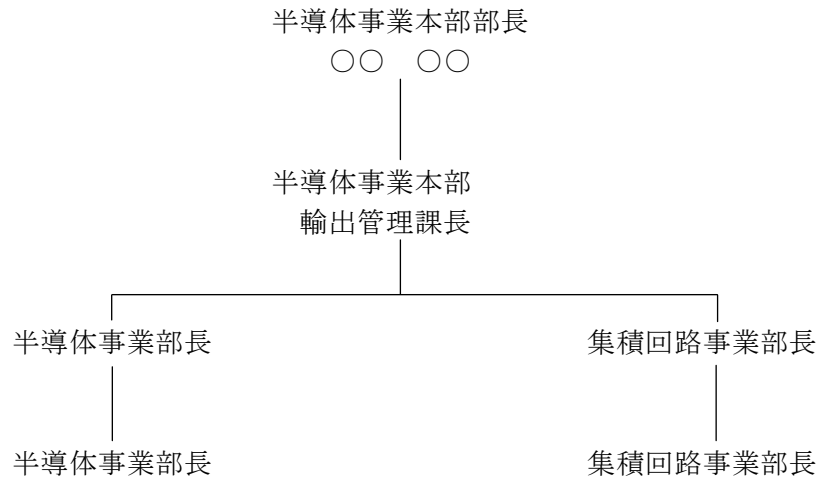 半導体事業本部部長
○○　○○
半導体事業本部
輸出管理課長
半導体事業部長
集積回路事業部長
半導体事業部長
集積回路事業部長